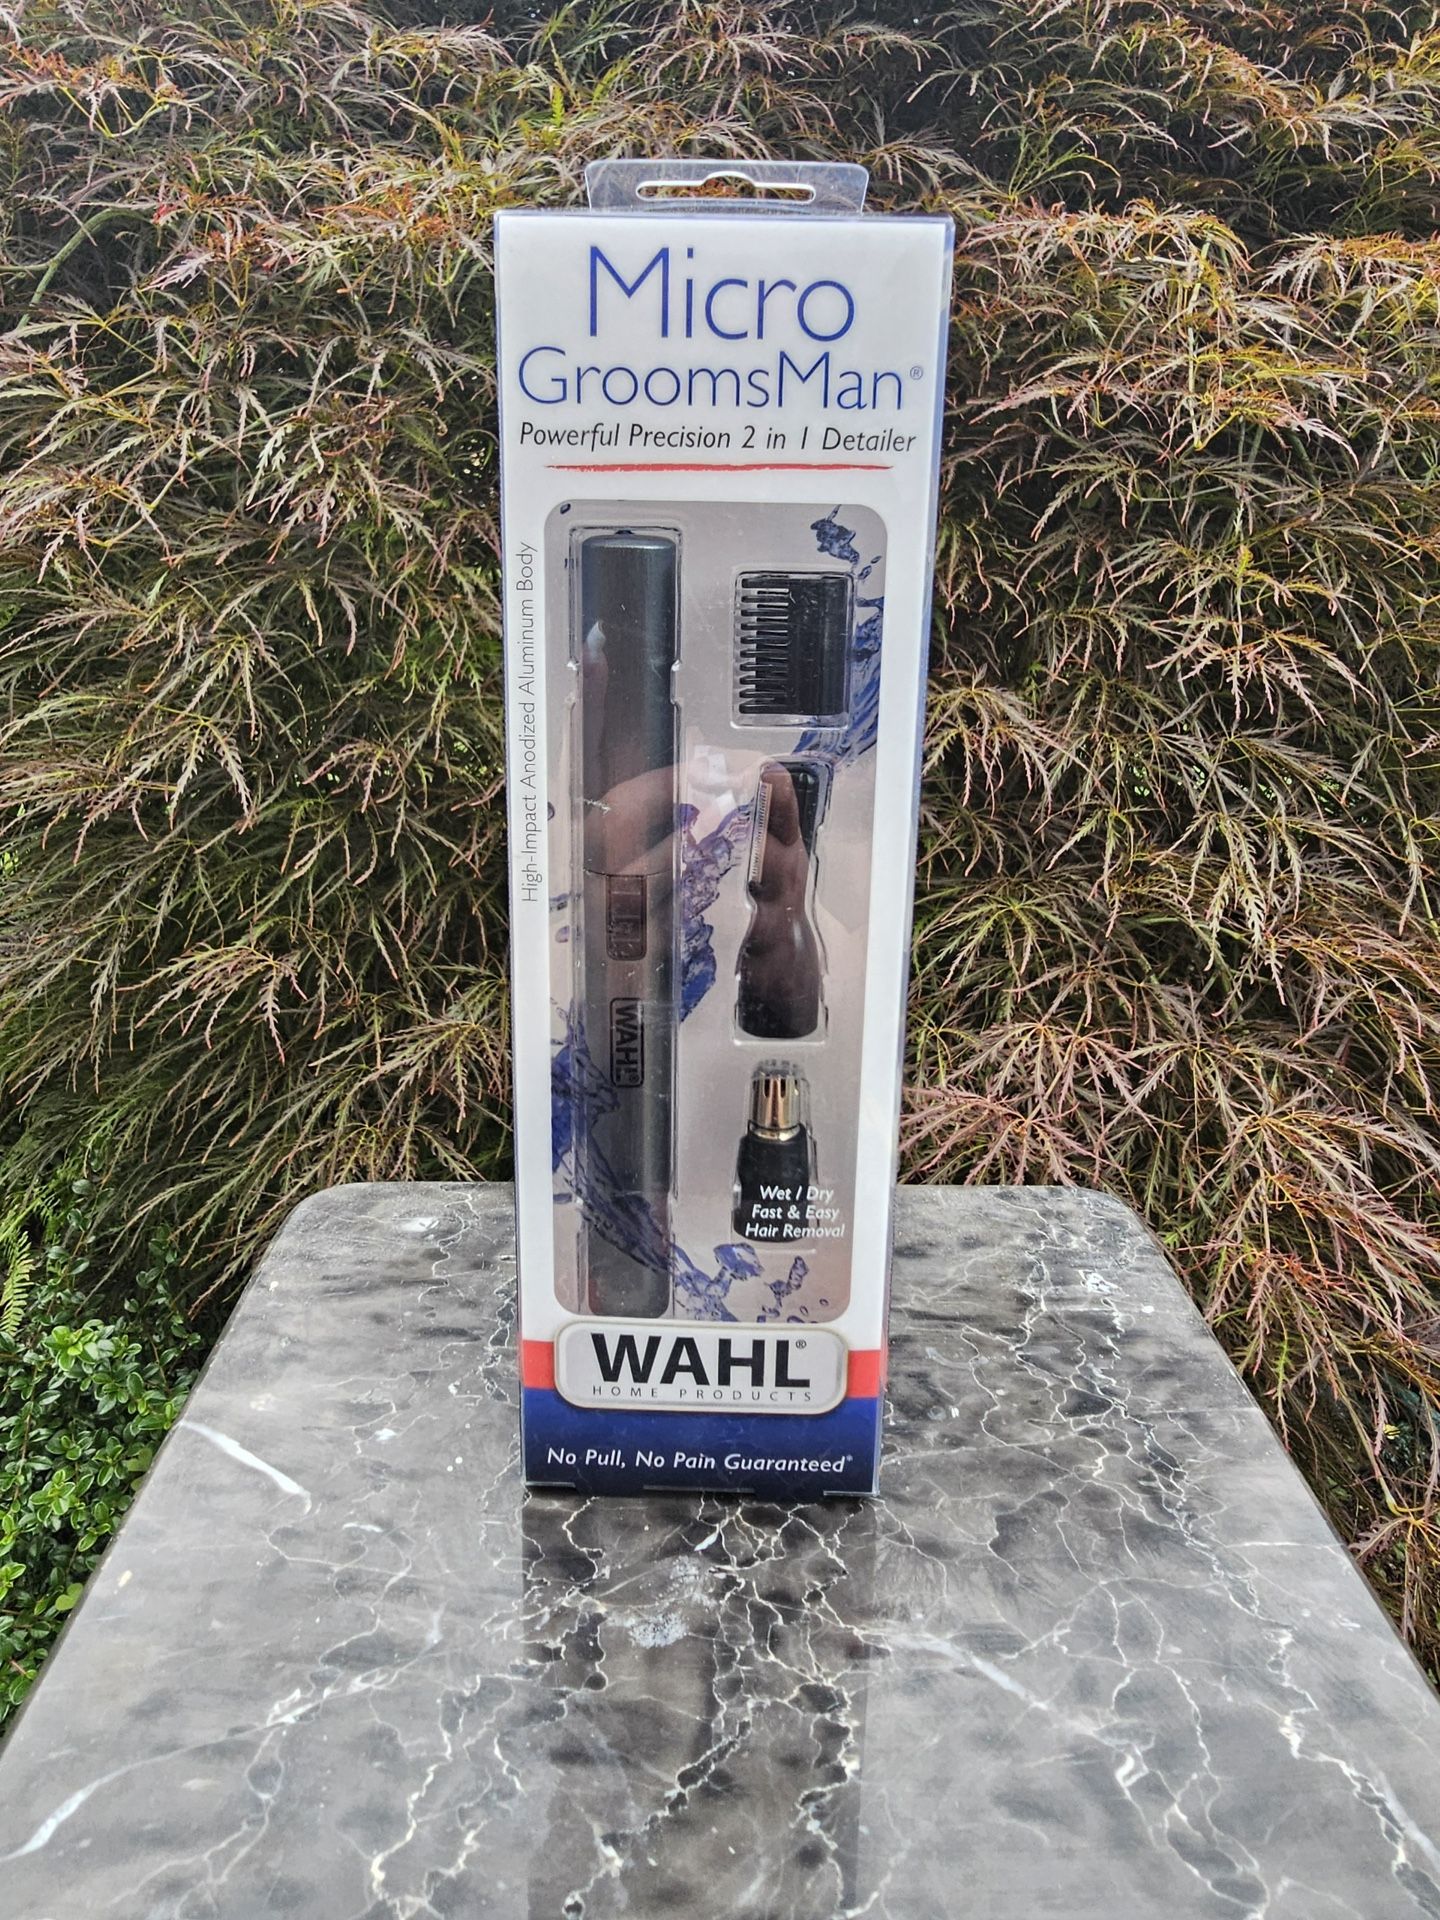 Micro
GroomsMan®
Powerful Precision 2 in 1 Detailer
High-Impact Anodized Aluminum Body
WAHL®
Wet / Dry
Fast & Easy
Hair Removal
WAHL®
HOME PRODUCTS
No Pull, No Pain Guaranteed*